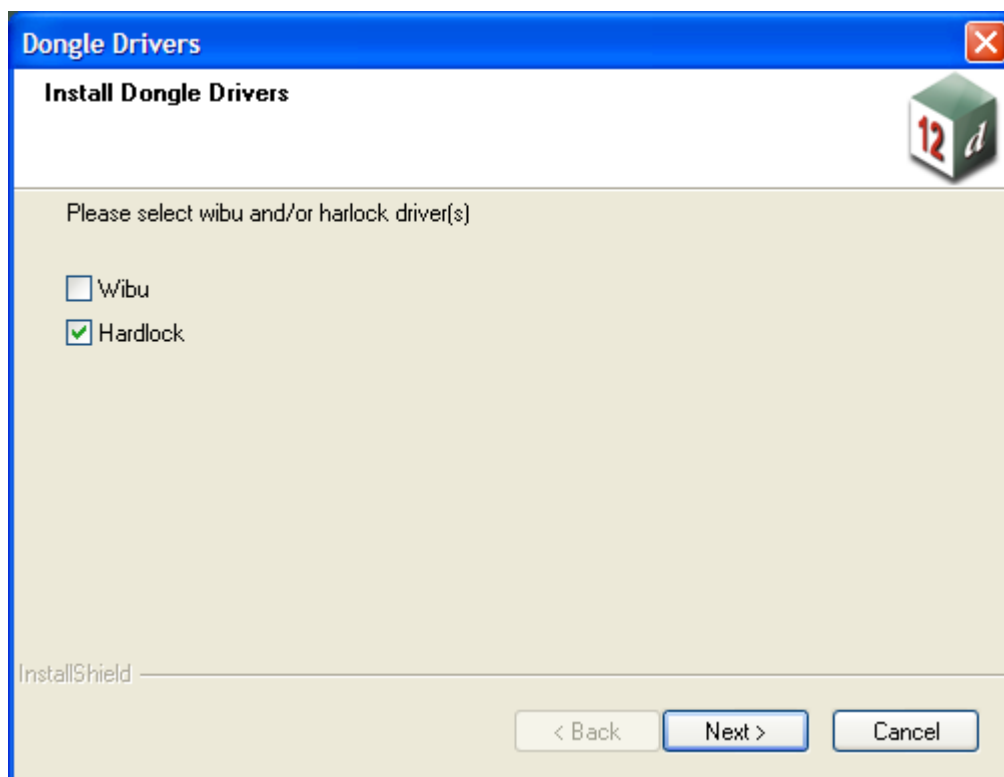 Dongle Drivers
Install Dongle Drivers
12 d
Please select wibu and/or harlock driver(s)
Wibu
Hardlock
InstallShield
< Back Next > Cancel